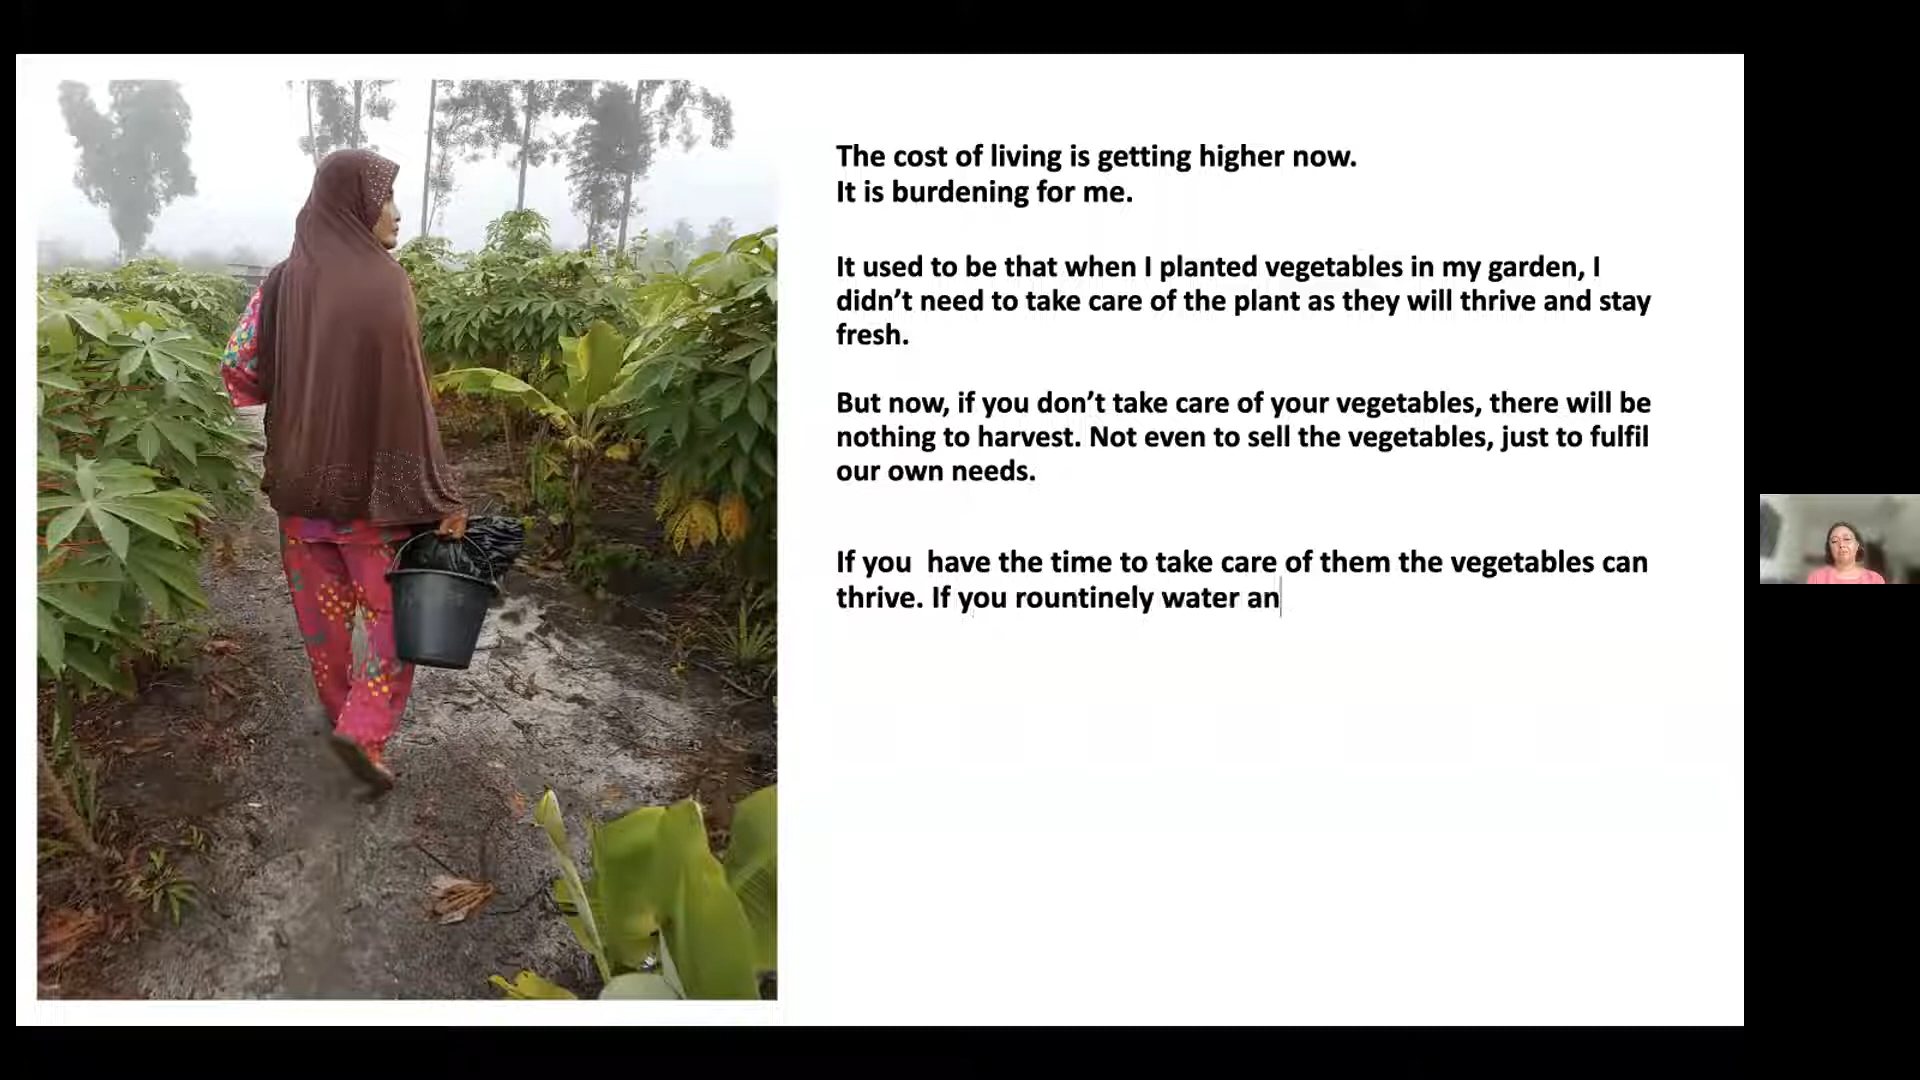 The cost of living is getting higher now.
It is burdening for me.
It used to be that when I planted vegetables in my garden, I
didn’t need to take care of the plant as they will thrive and stay
fresh.
But now, if you don’t take care of your vegetables, there will be
nothing to harvest. Not even to sell the vegetables, just to fulfil
our own needs.
If you  have the time to take care of them the vegetables can
thrive. If you rountinely water an